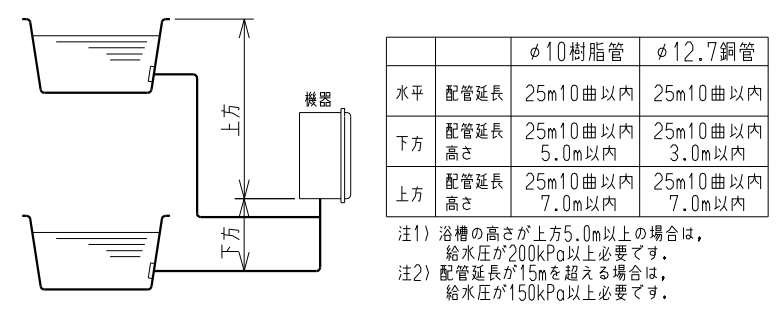 機器
上方
下方
φ10樹脂管 φ12.7銅管
水平 配管延長 25m10曲以内 25m10曲以内
下方 配管延長 25m10曲以内 25m10曲以内
高さ 5.0m以内 3.0m以内
上方 配管延長 25m10曲以内 25m10曲以内
高さ 7.0m以内 7.0m以内
注1) 浴槽の高さが上方5.0m以上の場合は,
給水圧が200kPa以上必要です.
注2) 配管延長が15mを超える場合は,
給水圧が150kPa以上必要です.